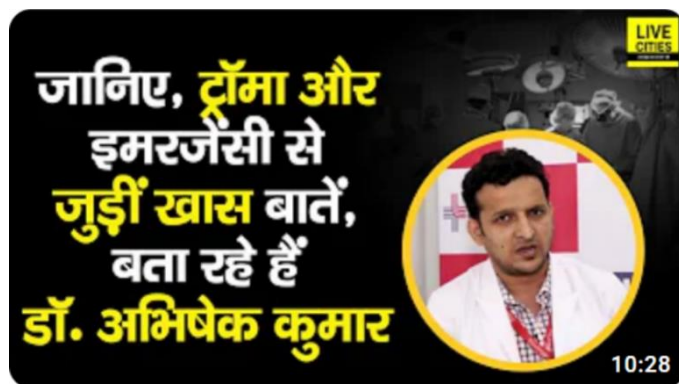 जानिए, ट्रॉमा और
इमरजेंसी से
जुड़ीं खास बातें,
बता रहे हैं
डॉ. अभिषेक कुमार
LIVE
CITIES
10:28